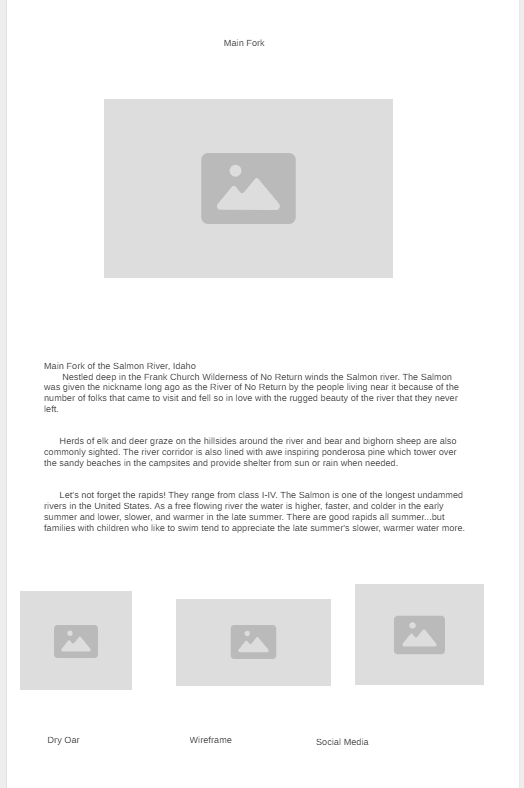 Main Fork
Main Fork of the Salmon River, Idaho
Nestled deep in the Frank Church Wilderness of No Return winds the Salmon river. The Salmon
was given the nickname long ago as the River of No Return by the people living near it because of the
number of folks that came to visit and fell so in love with the rugged beauty of the river that they never
left.
Herds of elk and deer graze on the hillsides around the river and bear and bighorn sheep are also
commonly sighted. The river corridor is also lined with awe inspiring ponderosa pine which tower over
the sandy beaches in the campsites and provide shelter from sun or rain when needed.
Let's not forget the rapids! They range from class I-IV. The Salmon is one of the longest undammed
rivers in the United States. As a free flowing river the water is higher, faster, and colder in the early
summer and lower, slower, and warmer in the late summer. There are good rapids all summer...but
families with children who like to swim tend to appreciate the late summer's slower, warmer water more.
Dry Oar
Wireframe
Social Media